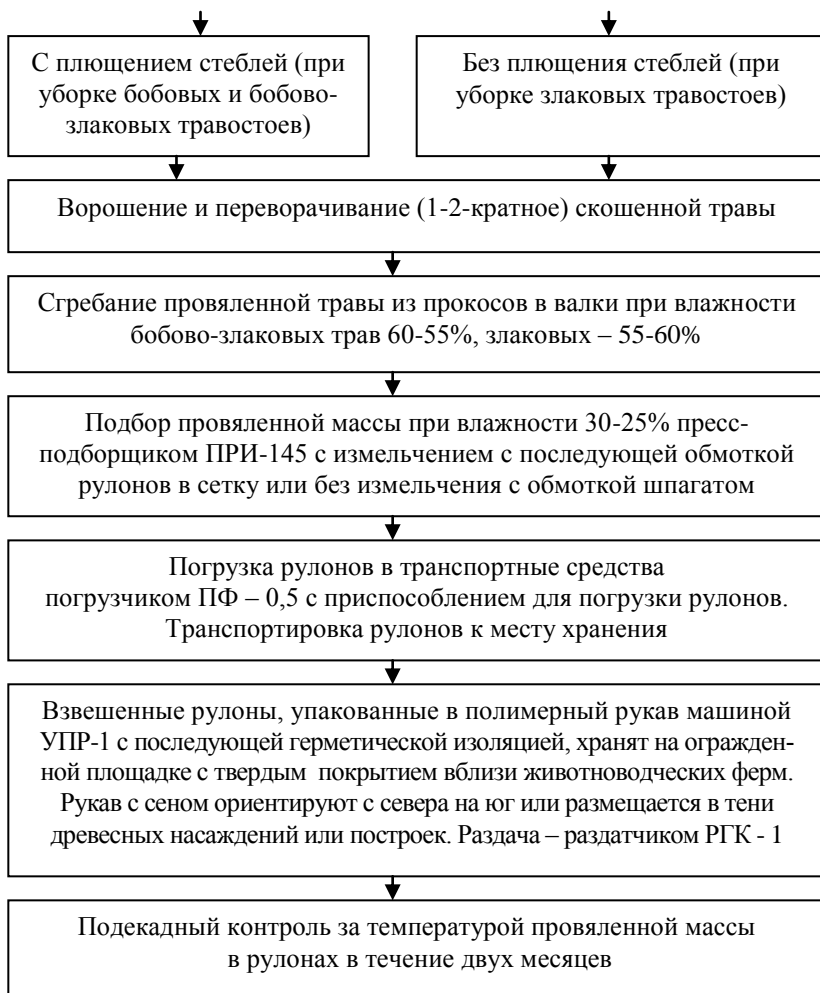 С плющением стеблей (при
уборке бобовых и бобово-
злаковых травостоев)
Без плющения стеблей (при
уборке злаковых травостоев)
Ворошение и переворачивание (1-2-кратное) скошенной травы
Сгребание провяленной травы из прокосов в валки при влажности
бобово-злаковых трав 60-55%, злаковых – 55-60%
Подбор провяленной массы при влажности 30-25% пресс-
подборщиком ПРИ-145 с измельчением с последующей обмоткой
рулонов в сетку или без измельчения с обмоткой шпагатом
Погрузка рулонов в транспортные средства
погрузчиком ПФ – 0,5 с приспособлением для погрузки рулонов.
Транспортировка рулонов к месту хранения
Взвешенные рулоны, упакованные в полимерный рукав машиной
УПР-1 с последующей герметической изоляцией, хранят на огражден-
ной площадке с твердым покрытием вблизи животноводческих ферм.
Рукав с сеном ориентируют с севера на юг или размещается в тени
древесных насаждений или построек. Раздача – раздатчиком РГК - 1
Подекадный контроль за температурой провяленной массы
в рулонах в течение двух месяцев